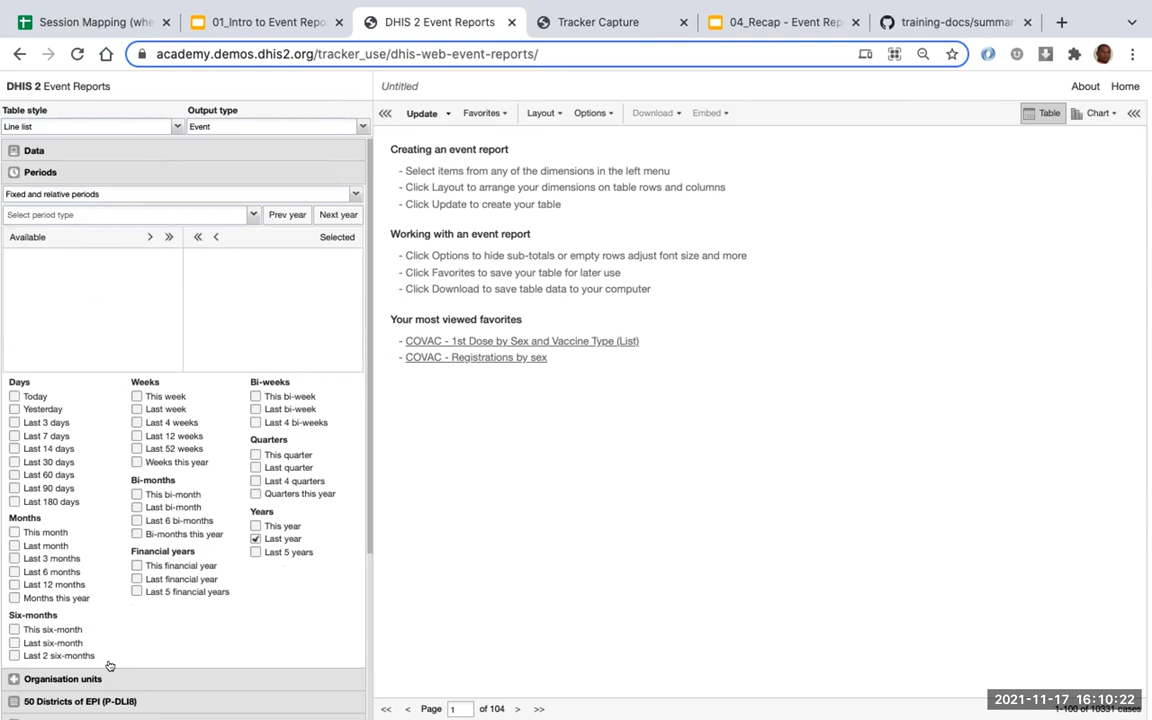 Session Mapping (whe
01_Intro to Event Repo
DHIS 2 Event Reports
Tracker Capture
04_Recap - Event Rep
training-docs/summar
academy.demos.dhis2.org/tracker_use/dhis-web-event-reports/
DHIS 2 Event Reports
Untitled
About Home
Table style Output type
Line list Event
Update Favorites Layout Options Download Embed Table Chart
Data
Periods
Fixed and relative periods
Select period type Prev year Next year
Available Selected
Days
Today
Yesterday
Last 3 days
Last 7 days
Last 14 days
Last 30 days
Last 60 days
Last 90 days
Last 180 days
Months
This month
Last month
Last 3 months
Last 6 months
Last 12 months
Months this year
Six-months
This six-month
Last six-month
Last 2 six-months
Weeks
This week
Last week
Last 4 weeks
Last 12 weeks
Last 52 weeks
Weeks this year
Bi-months
This bi-month
Last bi-month
Last 6 bi-months
Bi-months this year
Financial years
This financial year
Last financial year
Last 5 financial years
Bi-weeks
This bi-week
Last bi-week
Last 4 bi-weeks
Quarters
This quarter
Last quarter
Last 4 quarters
Quarters this year
Years
This year
Last year
Last 5 years
Organisation units
50 Districts of EPI (P-DLI8)
Creating an event report
- Select items from any of the dimensions in the left menu
- Click Layout to arrange your dimensions on table rows and columns
- Click Update to create your table
Working with an event report
- Click Options to hide sub-totals or empty rows adjust font size and more
- Click Favorites to save your table for later use
- Click Download to save table data to your computer
Your most viewed favorites
- COVAC - 1st Dose by Sex and Vaccine Type (List)
- COVAC - Registrations by sex
Page 1 of 104
2021-11-17 16:10:22
1-100 of 10331 cases